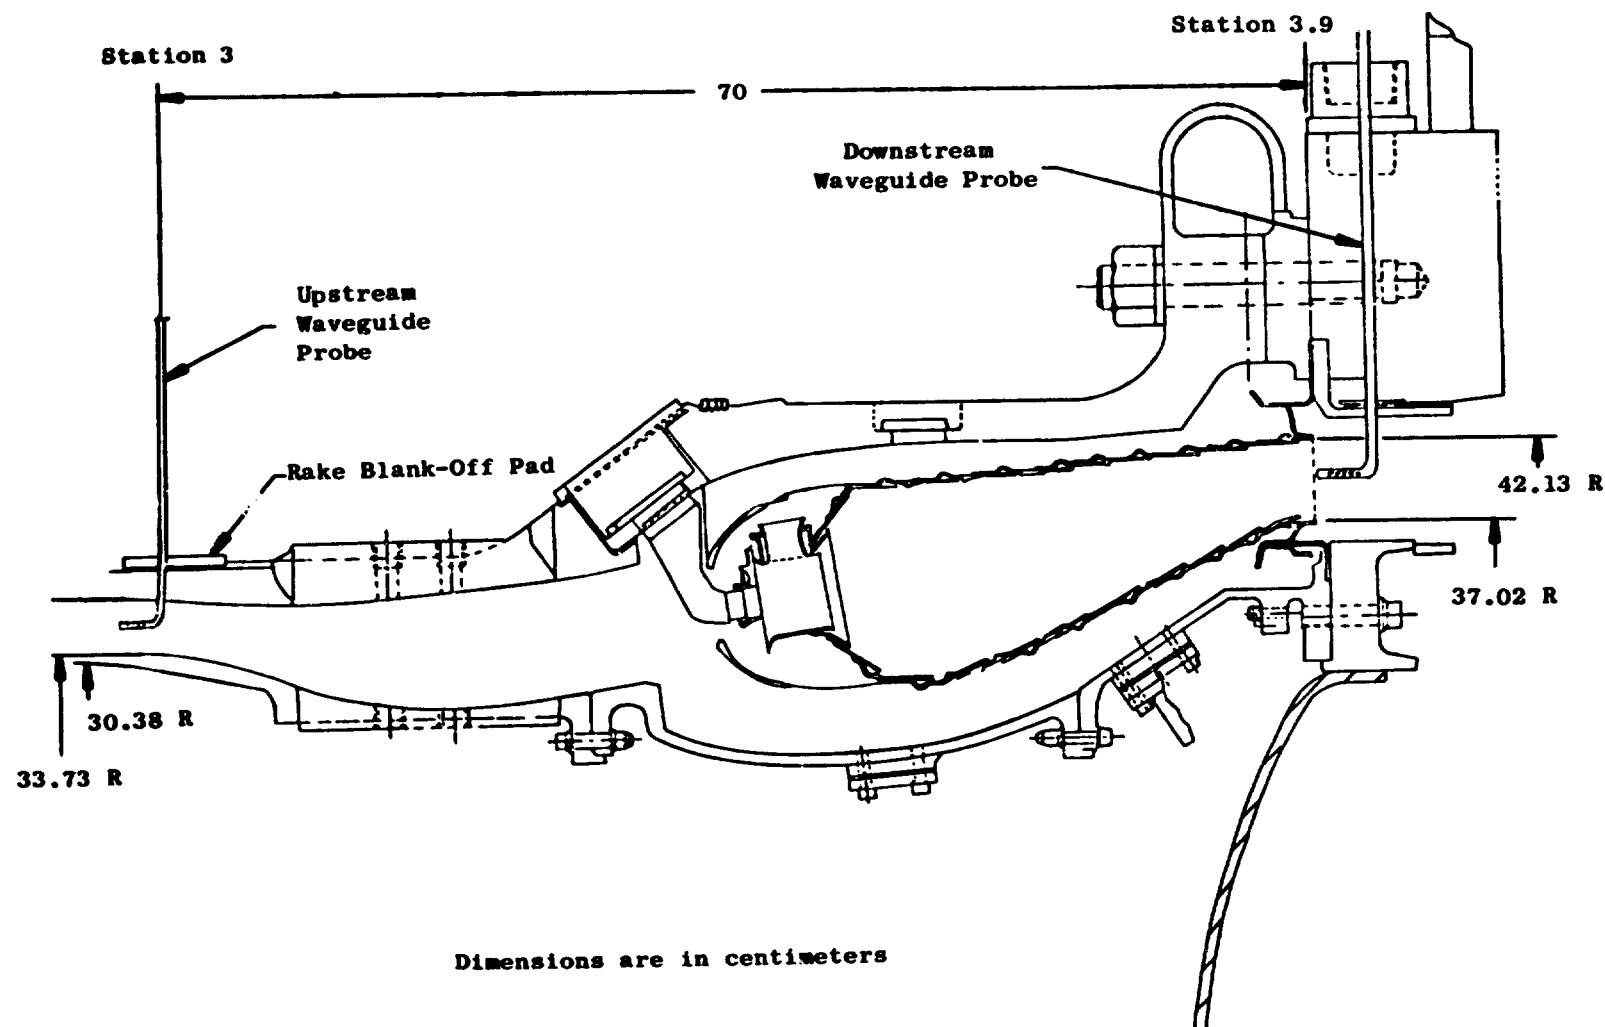 Station 3
Station 3.9
70
Downstream
Waveguide Probe
Upstream
Waveguide
Probe
Rake Blank-Off Pad
42.13 R
37.02 R
30.38 R
33.73 R
Dimensions are in centimeters